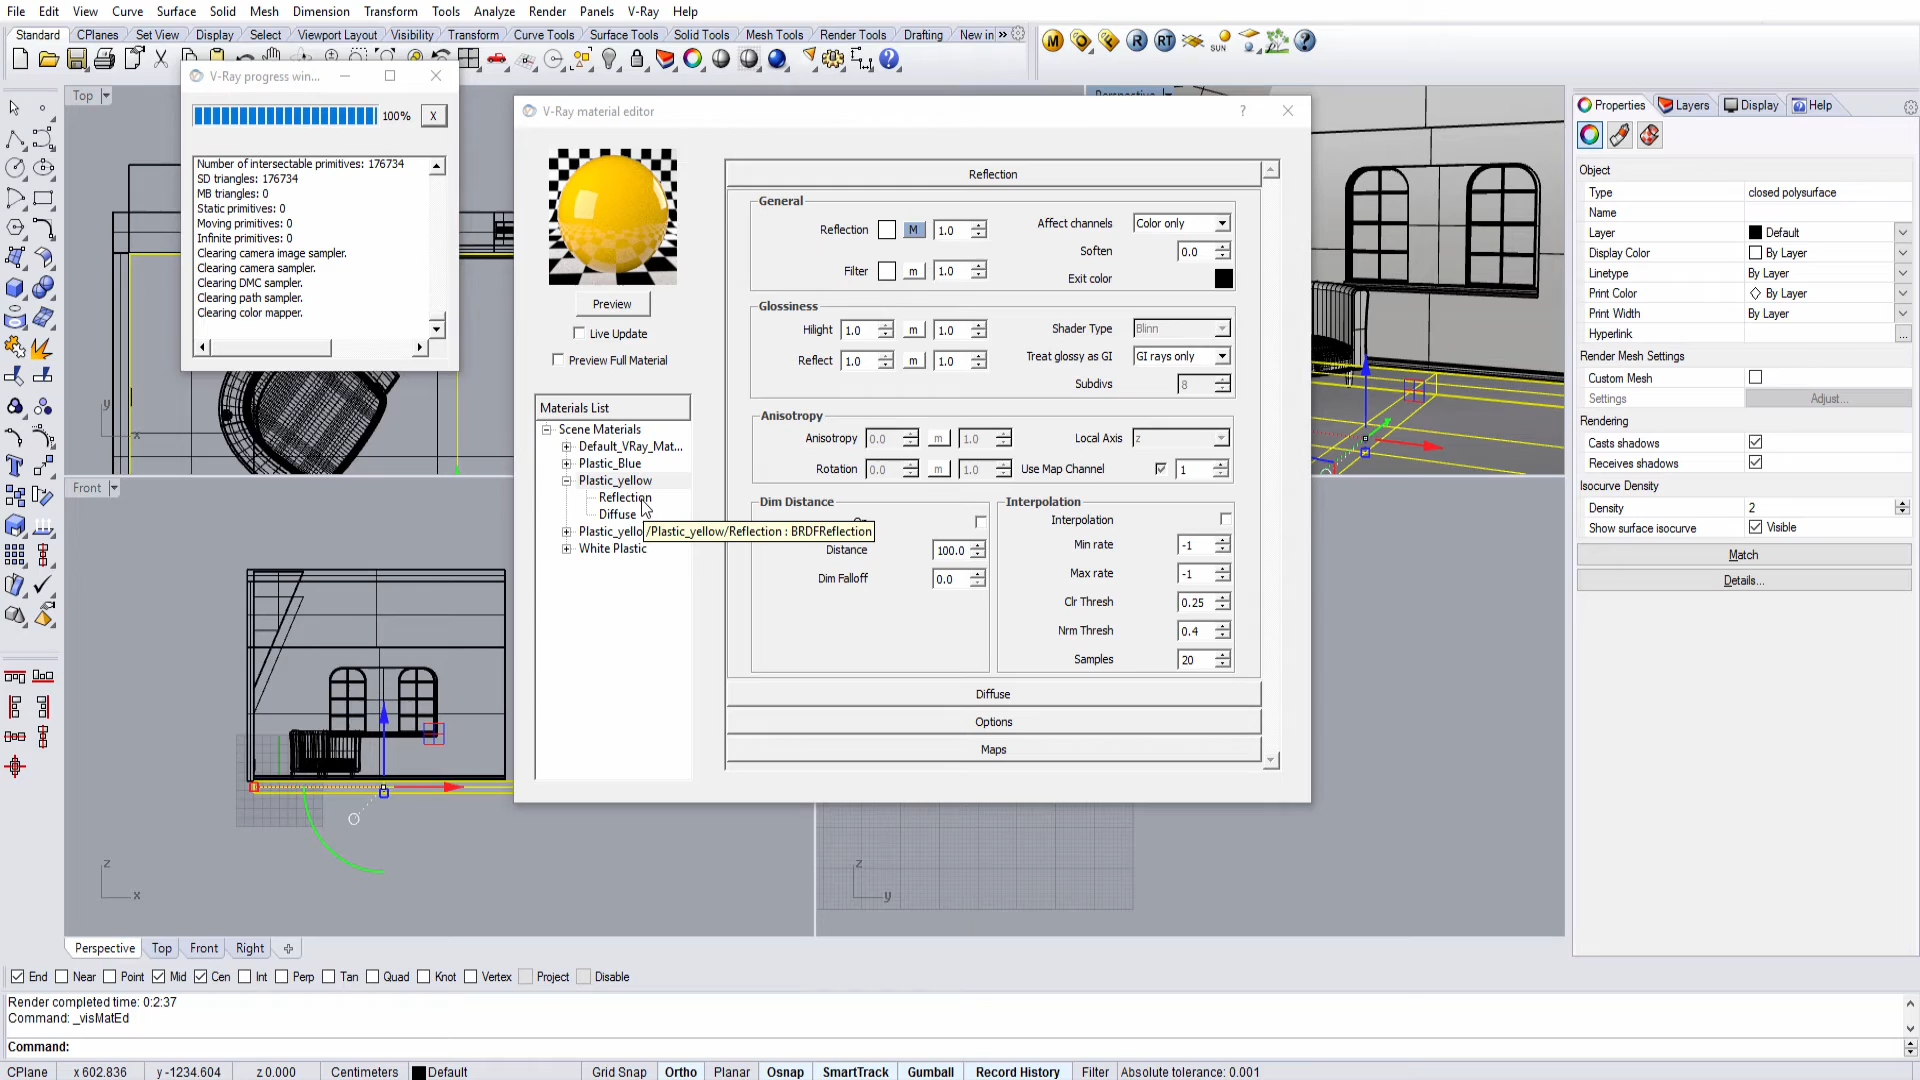 File Edit View Curve Surface Solid Mesh Dimension Transform Tools Analyze Render Panels V-Ray Help
Standard CPlanes Set View Display Select Viewport Layout Visibility Transform Curve Tools Surface Tools Solid Tools Mesh Tools Render Tools Drafting New in »
M R RT SUN
V-Ray progress win...
100% X
Number of intersectable primitives: 176734
SD triangles: 176734
MB triangles: 0
Static primitives: 0
Moving primitives: 0
Infinite primitives: 0
Clearing camera image sampler.
Clearing DMC sampler.
Clearing path sampler.
Clearing color mapper.
Top
Front
Perspective
V-Ray material editor ?
Preview
Live Update
Preview Full Material
Materials List
Scene Materials
Default_VRay_Mat...
Plastic_Blue
Plastic_yellow
Reflection
Diffuse
Plastic_yello
White Plastic
/Plastic_yellow/Reflection : BRDFReflection
Reflection
General
Reflection M 1.0
Filter m 1.0
Affect channels Color only
Soften 0.0
Exit color
Glossiness
Hilight 1.0 m 1.0
Reflect 1.0 m 1.0
Shader Type Blinn
Treat glossy as GI GI rays only
Subdivs 8
Anisotropy
Anisotropy 0.0 m 1.0
Local Axis z
Rotation 0.0 m 1.0
Use Map Channel 1
Dim Distance
Distance 100.0
Dim Falloff 0.0
Interpolation
Interpolation
Min rate -1
Max rate -1
Clr Thresh 0.25
Nrm Thresh 0.4
Samples 20
Diffuse
Options
Maps
Properties Layers Display Help
Object
Type closed polysurface
Name
Layer Default
Display Color By Layer
Linetype By Layer
Print Color By Layer
Print Width By Layer
Hyperlink ...
Render Mesh Settings
Custom Mesh
Settings Adjust...
Rendering
Casts shadows
Receives shadows
Isocurve Density
Density 2
Show surface isocurve Visible
Match
Details...
y x
z x
z y
Perspective Top Front Right
End Near Point Mid Cen Int Perp Tan Quad Knot Vertex Project Disable
Render completed time: 0:2:37
Command: _visMatEd
Command:
CPlane x 602.836 y -1234.604 z 0.000 Centimeters Default Grid Snap Ortho Planar Osnap SmartTrack Gumball Record History Filter Absolute tolerance: 0.001